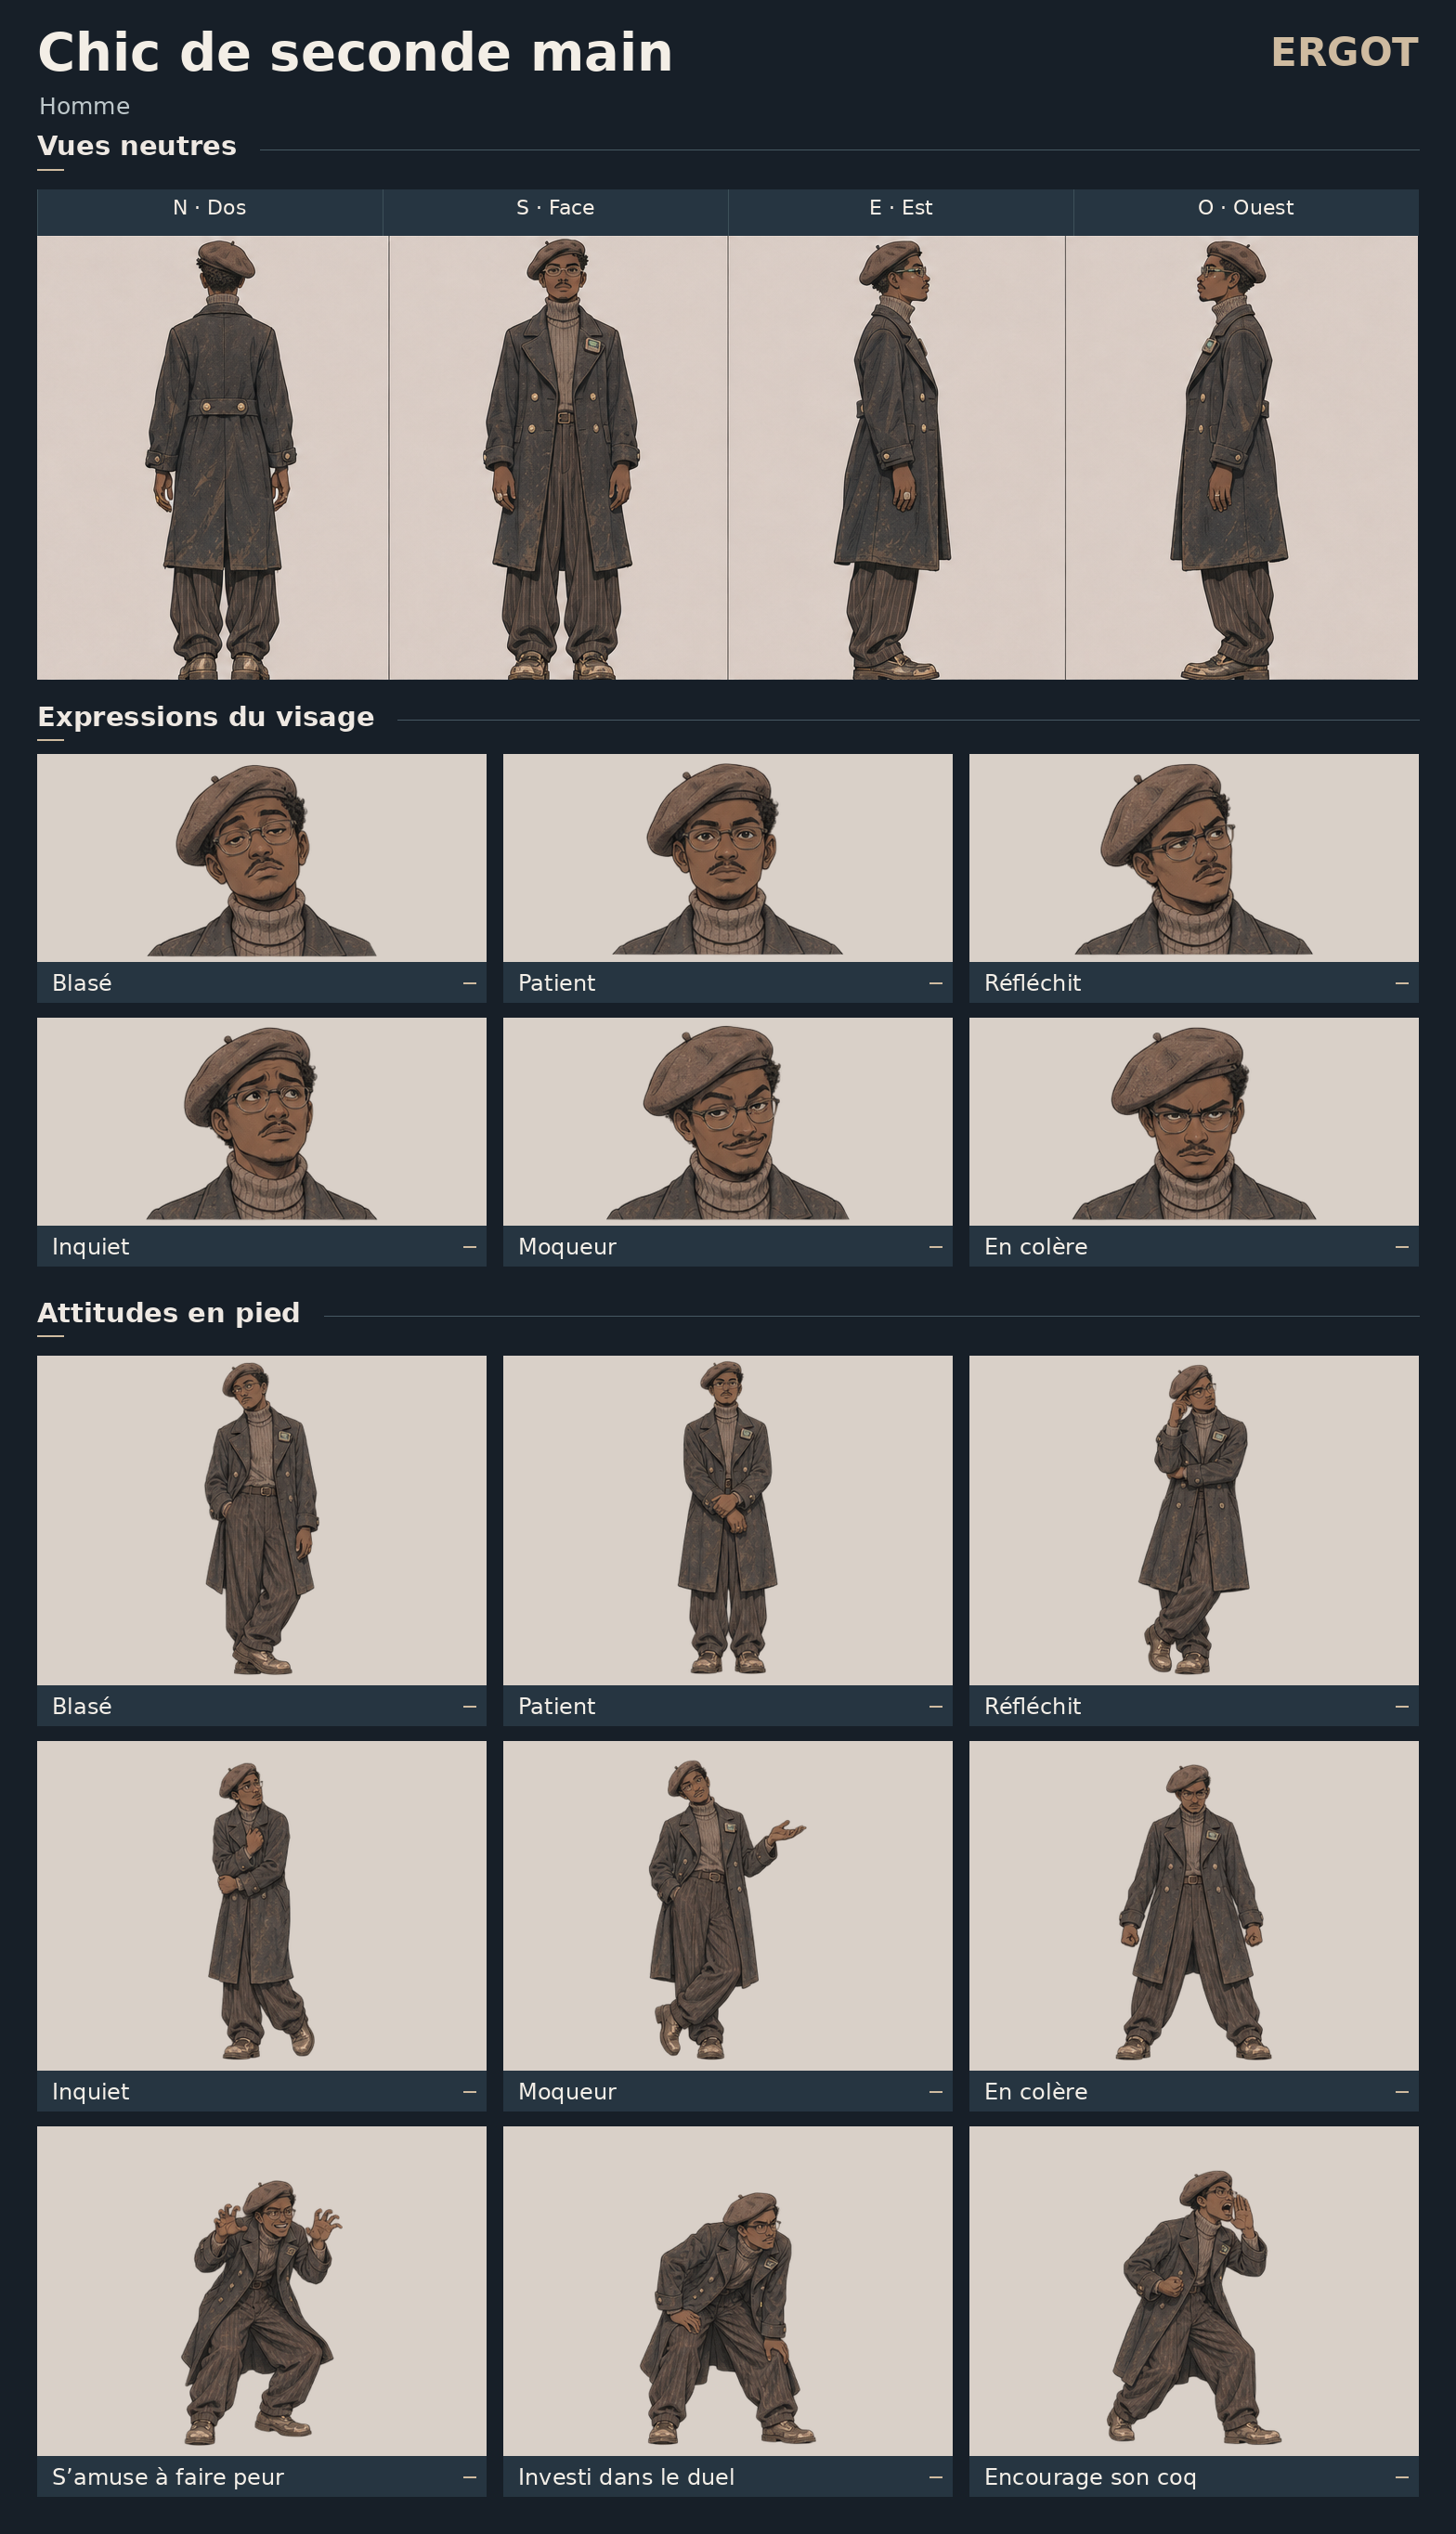 Chic de seconde main
ERGOT
Homme
Vues neutres
N · Dos
S · Face
E · Est
O · Ouest
Expressions du visage
Blasé –
Patient –
Réfléchit –
Inquiet –
Moqueur –
En colère –
Attitudes en pied
Blasé –
Patient –
Réfléchit –
Inquiet –
Moqueur –
En colère –
S’amuse à faire peur –
Investi dans le duel –
Encourage son coq –